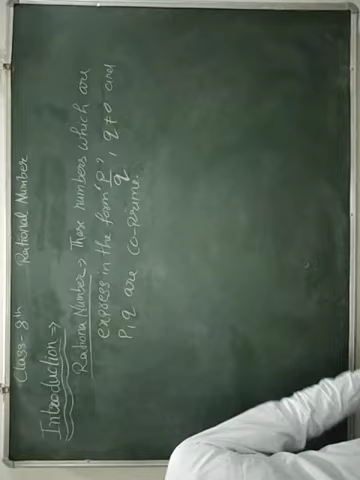 Class - 8th Rational Number
Introduction →
Rationa Number → Those numbers which are
express in the form 'p/q', q ≠ 0 and
P, q are co-prime.